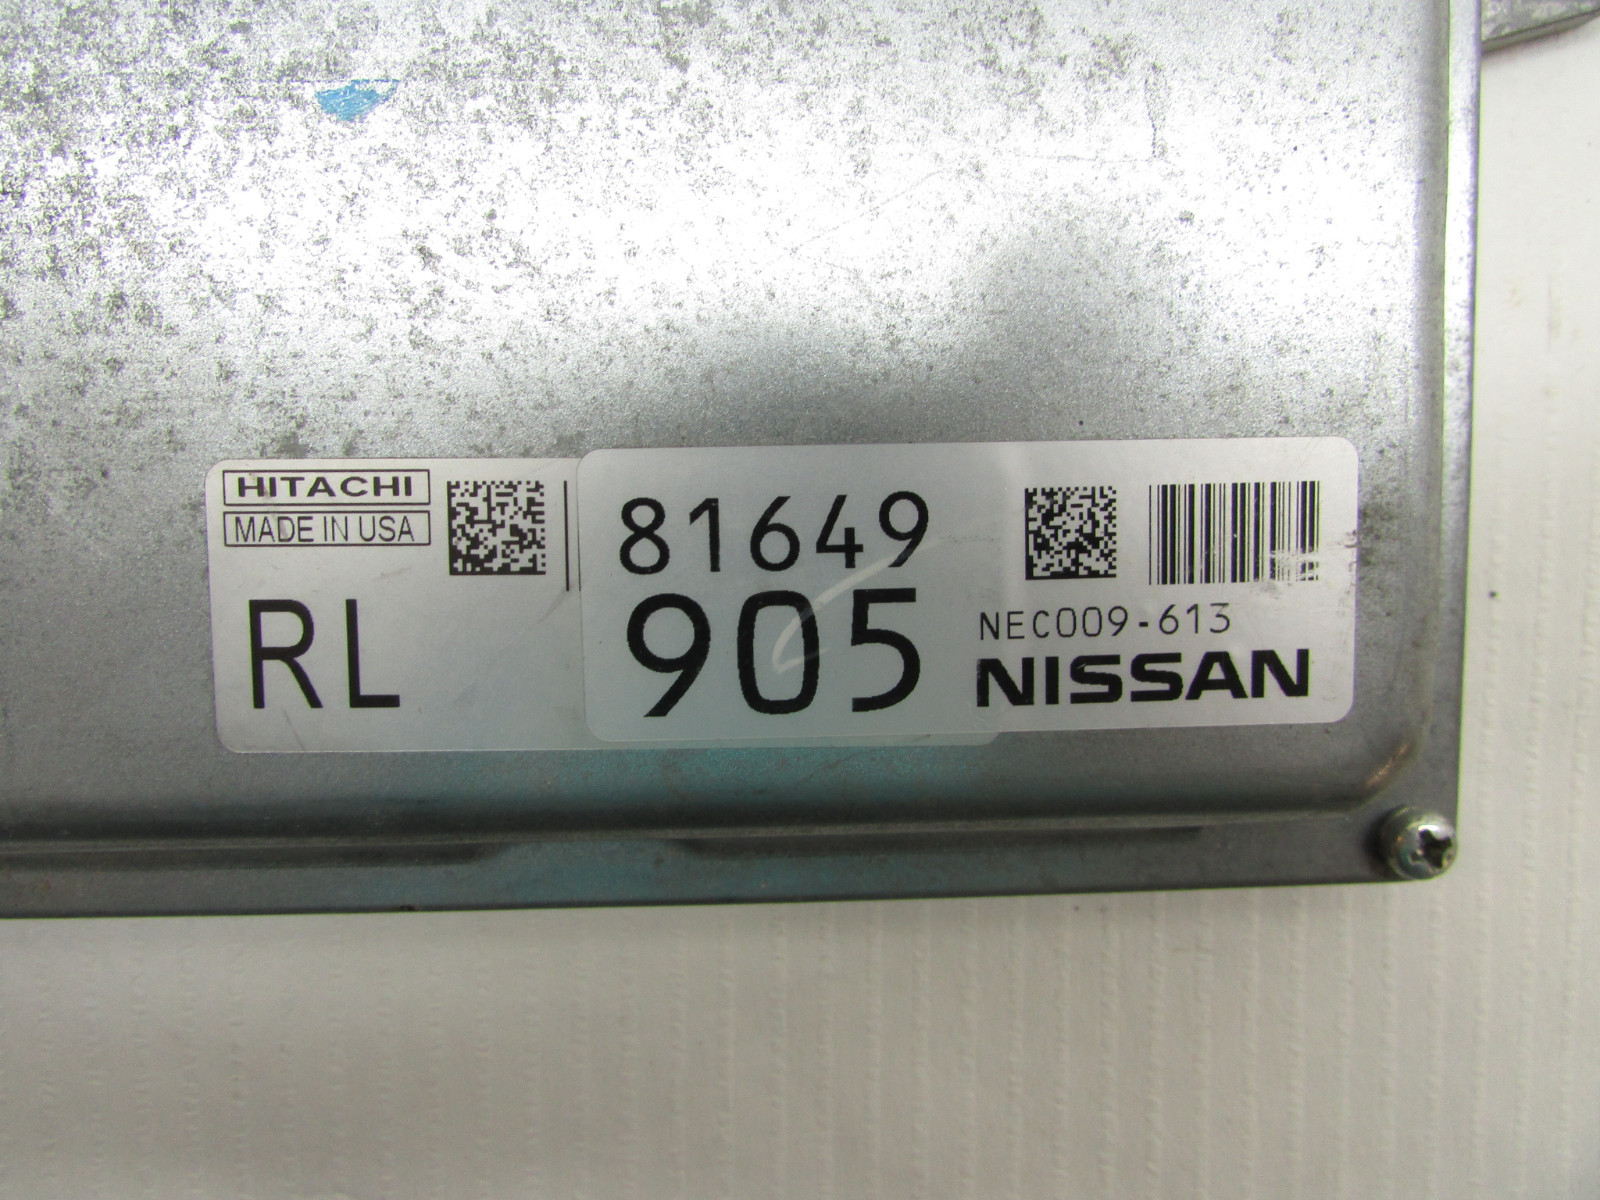 HITACHI
MADE IN USA
RL
81649
905
NEC009-613
NISSAN